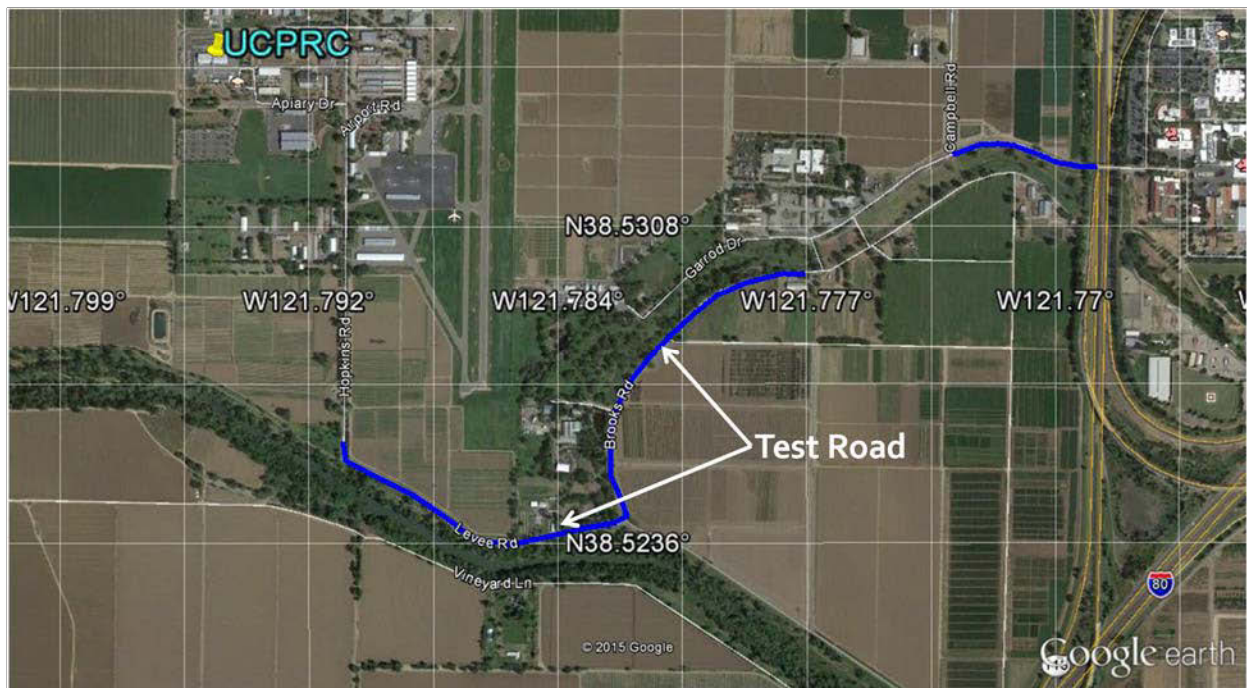 UCPRC
Apiary Dr
Airport Rd
Campbell Rd
N38.5308°
Garrod Dr
W121.799°
W121.792°
W121.784°
W121.777°
W121.77°
Hopkins Rd
Brooks Rd
Test Road
Levee Rd
N38.5236°
Vineyard Ln
80
© 2015 Google
Google earth